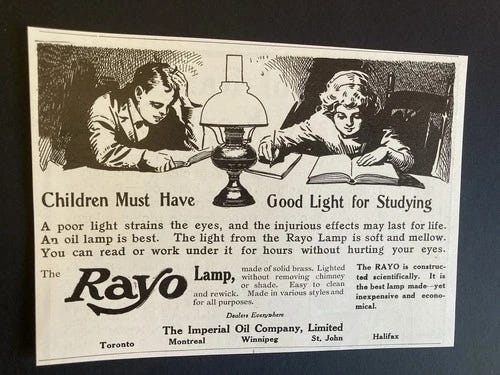 Children Must Have Good Light for Studying
A poor light strains the eyes, and the injurious effects may last for life.
An oil lamp is best. The light from the Rayo Lamp is soft and mellow.
You can read or work under it for hours without hurting your eyes.
The Rayo Lamp,
made of solid brass. Lighted
without removing chimney
or shade. Easy to clean
and rewick. Made in various styles and
for all purposes.
The RAYO is construc-
ted scientifically. It is
the best lamp made—yet
inexpensive and econo-
mical.
Dealers Everywhere
The Imperial Oil Company, Limited
Toronto Montreal Winnipeg St. John Halifax